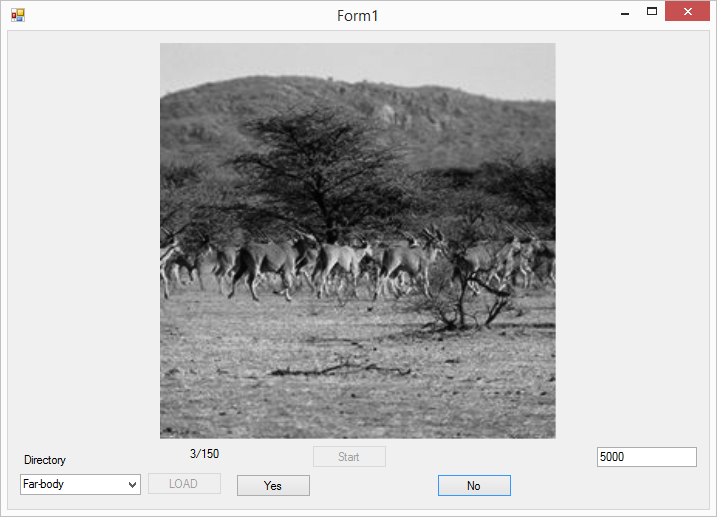 Form1
3/150
Start
5000
Directory
Far-body
LOAD
Yes
No